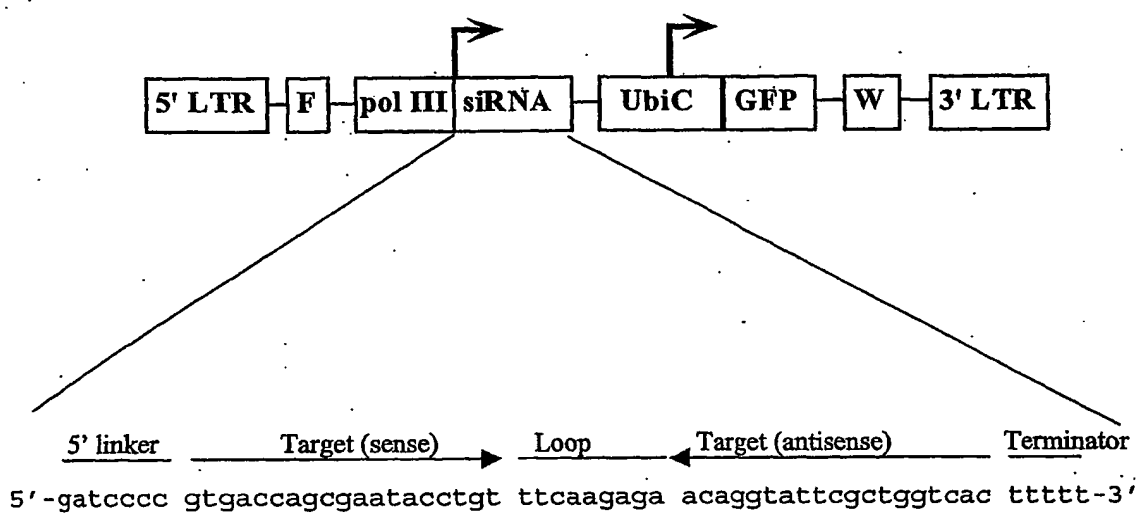 5' LTR F pol III siRNA UbiC GFP W 3' LTR
5' linker Target (sense) Loop Target (antisense) Terminator
5'-gatcccc gtgaccagcgaatacctgt ttcaagaga acaggtattcgctggtcac ttttt-3'